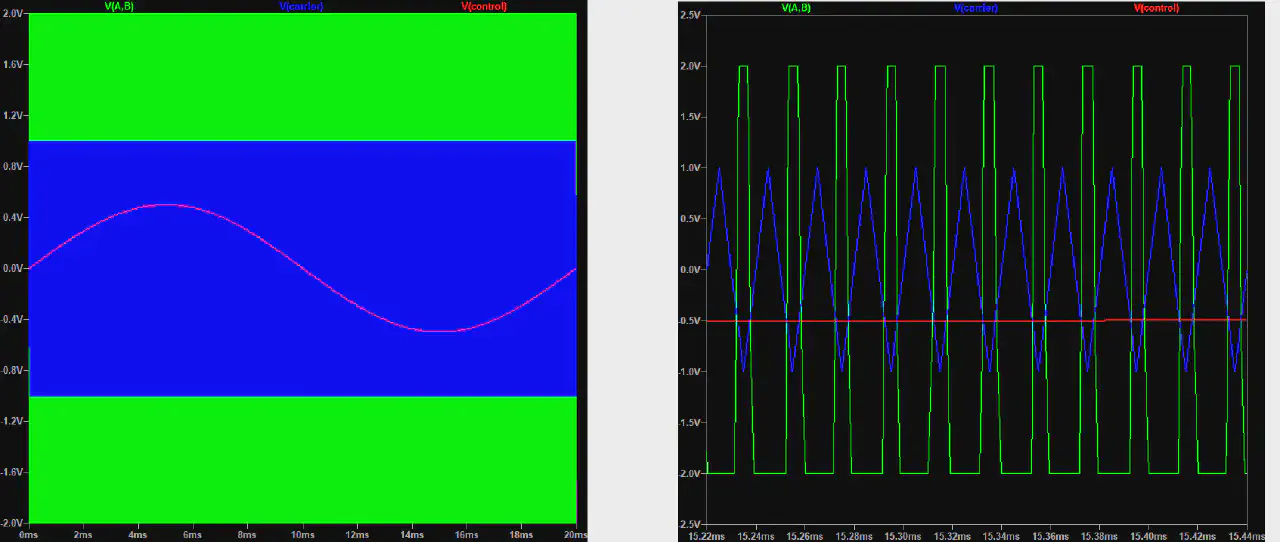 V(A,B) V(carrier) V(control)
2.0V
1.6V
1.2V
0.8V
0.4V
0.0V
-0.4V
-0.8V
-1.2V
-1.6V
-2.0V
0ms 2ms 4ms 6ms 8ms 10ms 12ms 14ms 16ms 18ms 20ms
V(A,B) V(carrier) V(control)
2.5V
2.0V
1.5V
1.0V
0.5V
0.0V
-0.5V
-1.0V
-1.5V
-2.0V
-2.5V
15.22ms 15.24ms 15.26ms 15.28ms 15.30ms 15.32ms 15.34ms 15.36ms 15.38ms 15.40ms 15.42ms 15.44ms